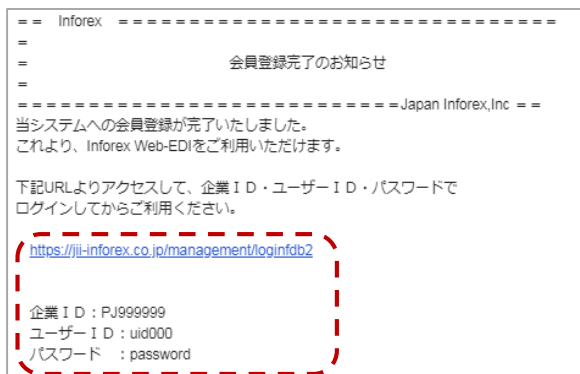 == Inforex ==============================
=
= 会員登録完了のお知らせ
=
===========================Japan Inforex,Inc ==
当システムへの会員登録が完了いたしました。
これより、Inforex Web-EDIをご利用いただけます。
下記URLよりアクセスして、企業ＩＤ・ユーザーＩＤ・パスワードで
ログインしてからご利用ください。
https://jii-inforex.co.jp/management/loginfdb2
企業ＩＤ：PJ999999
ユーザーＩＤ：uid000
パスワード　：password